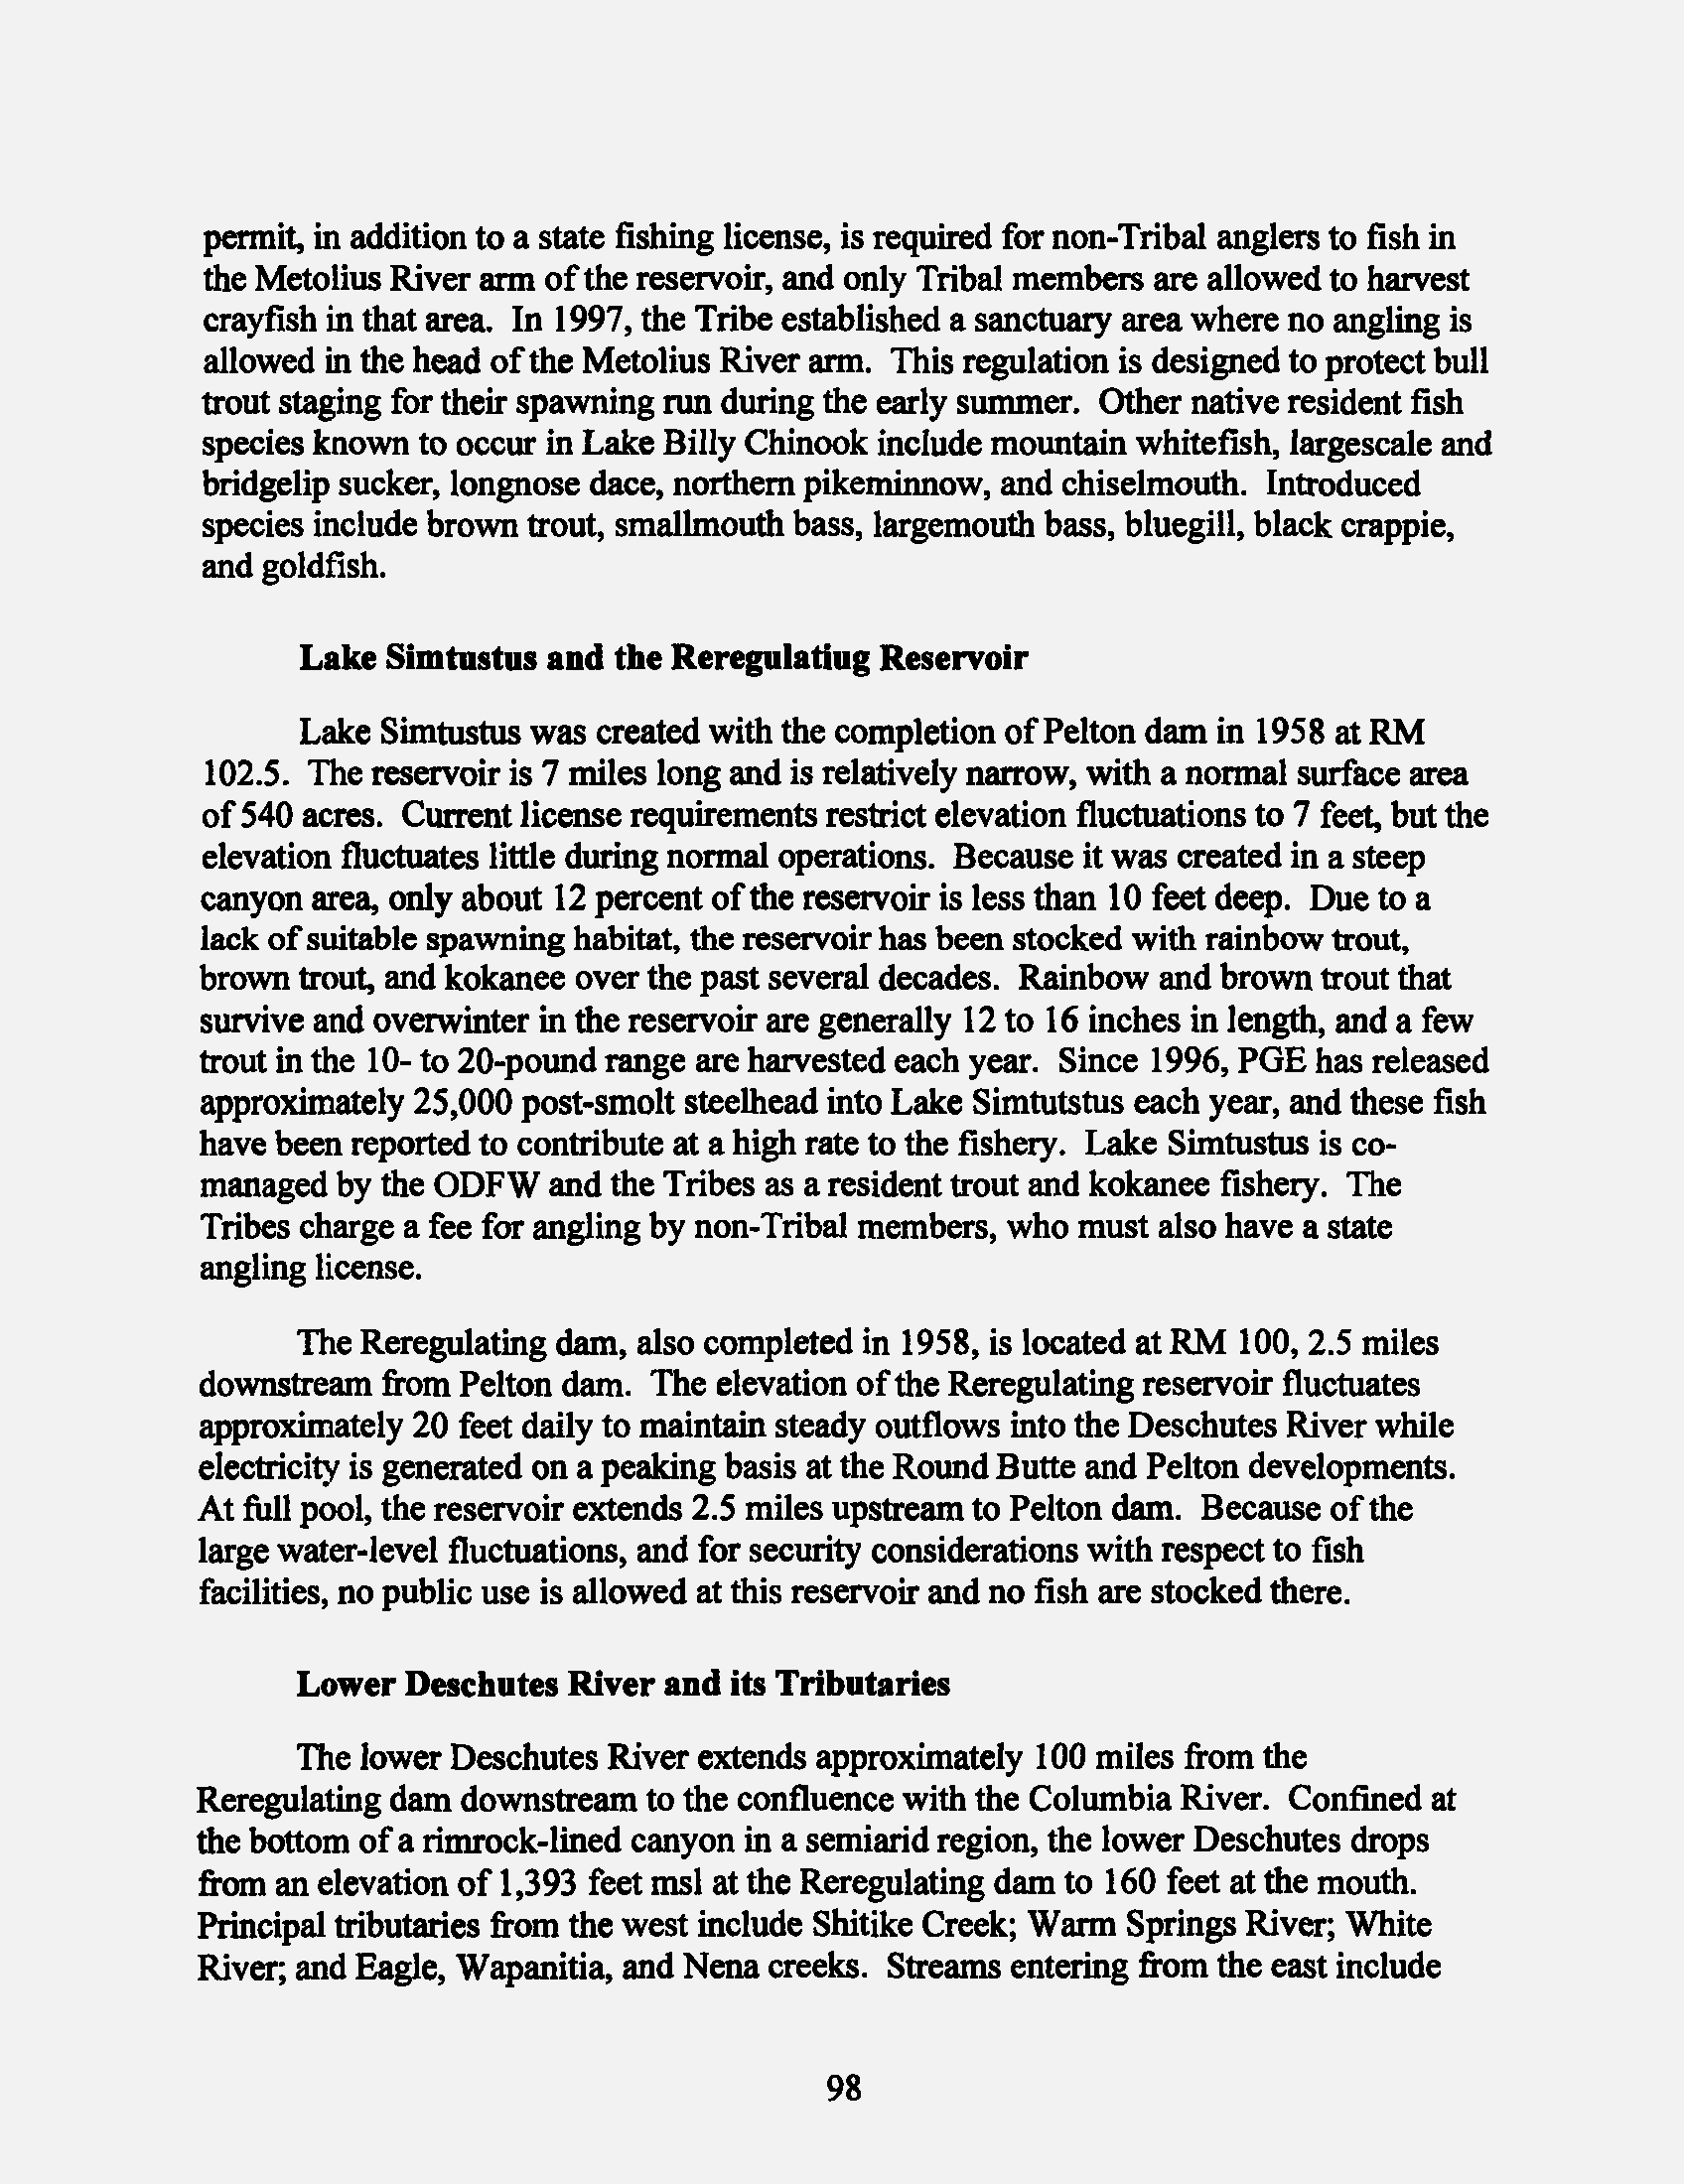 permit, in addition to a state fishing license, is required for non-Tribal anglers to fish in
the Metolius River arm of the reservoir, and only Tribal members are allowed to harvest
crayfish in that area. In 1997, the Tribe established a sanctuary area where no angling is
allowed in the head of the Metolius River arm. This regulation is designed to protect bull
trout staging for their spawning run during the early summer. Other native resident fish
species known to occur in Lake Billy Chinook include mountain whitefish, largescale and
bridgelip sucker, longnose dace, northern pikeminnow, and chiselmouth. Introduced
species include brown trout, smallmouth bass, largemouth bass, bluegill, black crappie,
and goldfish.
Lake Simtustus and the Reregulatiug Reservoir
Lake Simtustus was created with the completion of Pelton dam in 1958 at RM
102.5. The reservoir is 7 miles long and is relatively narrow, with a normal surface area
of 540 acres. Current license requirements restrict elevation fluctuations to 7 feet, but the
elevation fluctuates little during normal operations. Because it was created in a steep
canyon area, only about 12 percent of the reservoir is less than 10 feet deep. Due to a
lack of suitable spawning habitat, the reservoir has been stocked with rainbow trout,
brown trout, and kokanee over the past several decades. Rainbow and brown trout that
survive and overwinter in the reservoir are generally 12 to 16 inches in length, and a few
trout in the 10- to 20-pound range are harvested each year. Since 1996, PGE has released
approximately 25,000 post-smolt steelhead into Lake Simtutstus each year, and these fish
have been reported to contribute at a high rate to the fishery. Lake Simtustus is co-
managed by the ODFW and the Tribes as a resident trout and kokanee fishery. The
Tribes charge a fee for angling by non-Tribal members, who must also have a state
angling license.
The Reregulating dam, also completed in 1958, is located at RM 100, 2.5 miles
downstream from Pelton dam. The elevation of the Reregulating reservoir fluctuates
approximately 20 feet daily to maintain steady outflows into the Deschutes River while
electricity is generated on a peaking basis at the Round Butte and Pelton developments.
At full pool, the reservoir extends 2.5 miles upstream to Pelton dam. Because of the
large water-level fluctuations, and for security considerations with respect to fish
facilities, no public use is allowed at this reservoir and no fish are stocked there.
Lower Deschutes River and its Tributaries
The lower Deschutes River extends approximately 100 miles from the
Reregulating dam downstream to the confluence with the Columbia River. Confined at
the bottom of a rimrock-lined canyon in a semiarid region, the lower Deschutes drops
from an elevation of 1,393 feet msl at the Reregulating dam to 160 feet at the mouth.
Principal tributaries from the west include Shitike Creek; Warm Springs River; White
River; and Eagle, Wapanitia, and Nena creeks. Streams entering from the east include
98